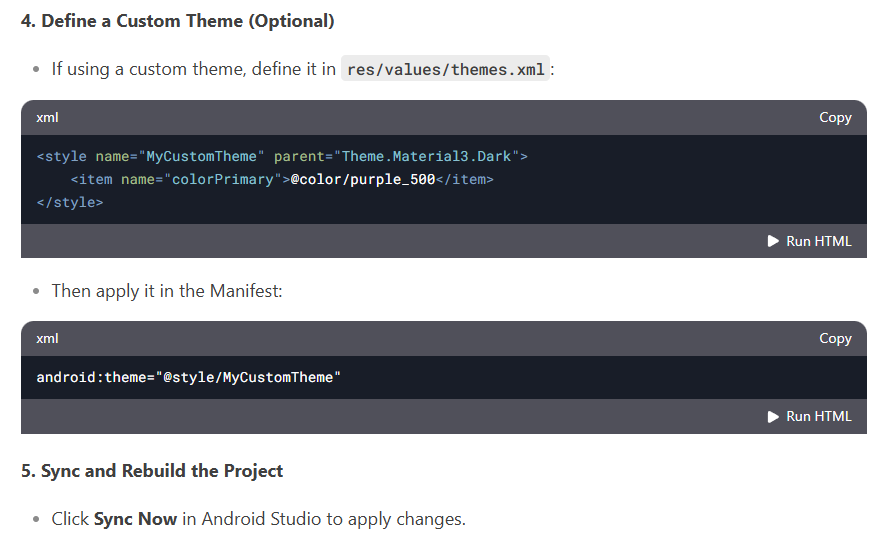 4. Define a Custom Theme (Optional)
• If using a custom theme, define it in res/values/themes.xml:
xml Copy
<style name="MyCustomTheme" parent="Theme.Material3.Dark">
    <item name="colorPrimary">@color/purple_500</item>
</style>
Run HTML
• Then apply it in the Manifest:
xml Copy
android:theme="@style/MyCustomTheme"
Run HTML
5. Sync and Rebuild the Project
• Click Sync Now in Android Studio to apply changes.